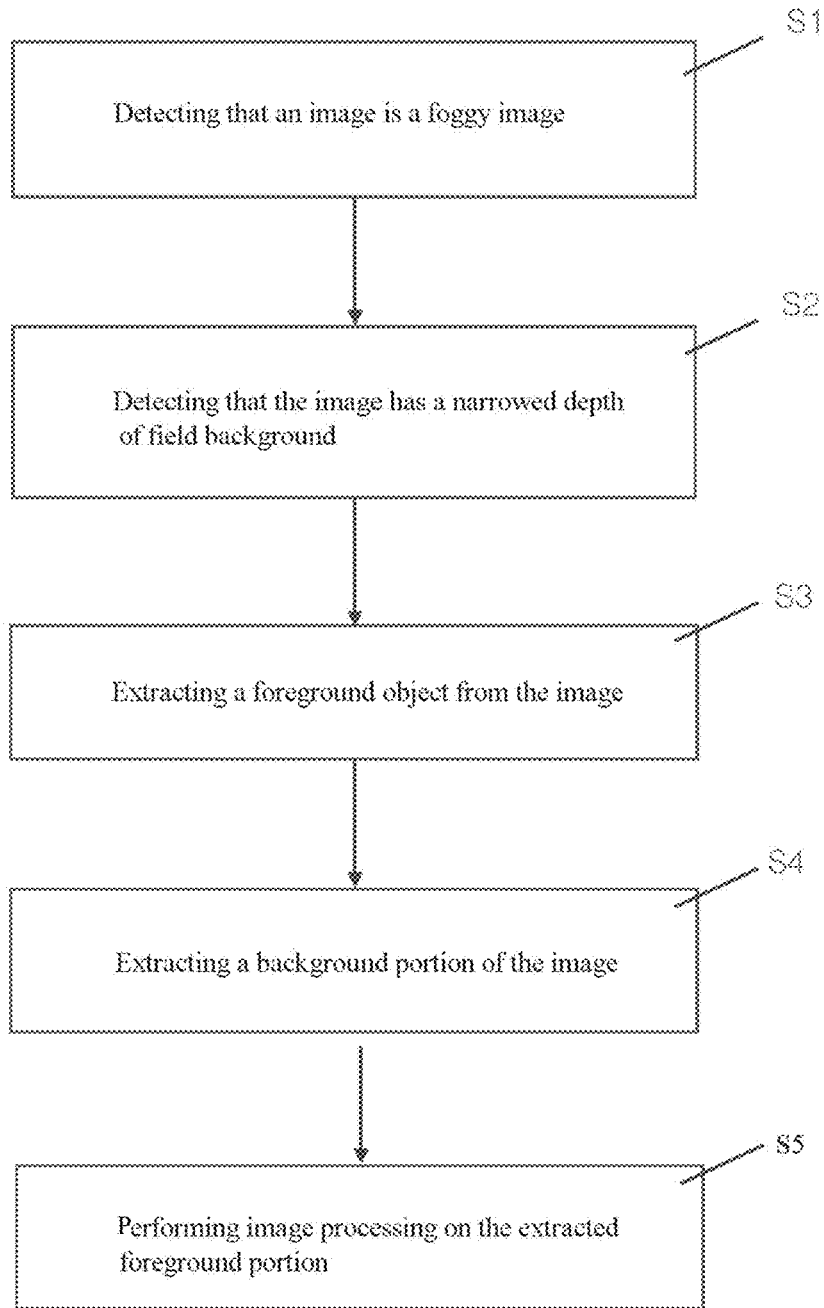 S1
Detecting that an image is a foggy image
S2
Detecting that the image has a narrowed depth
of field background
S3
Extracting a foreground object from the image
S4
Extracting a background portion of the image
S5
Performing image processing on the extracted
foreground portion